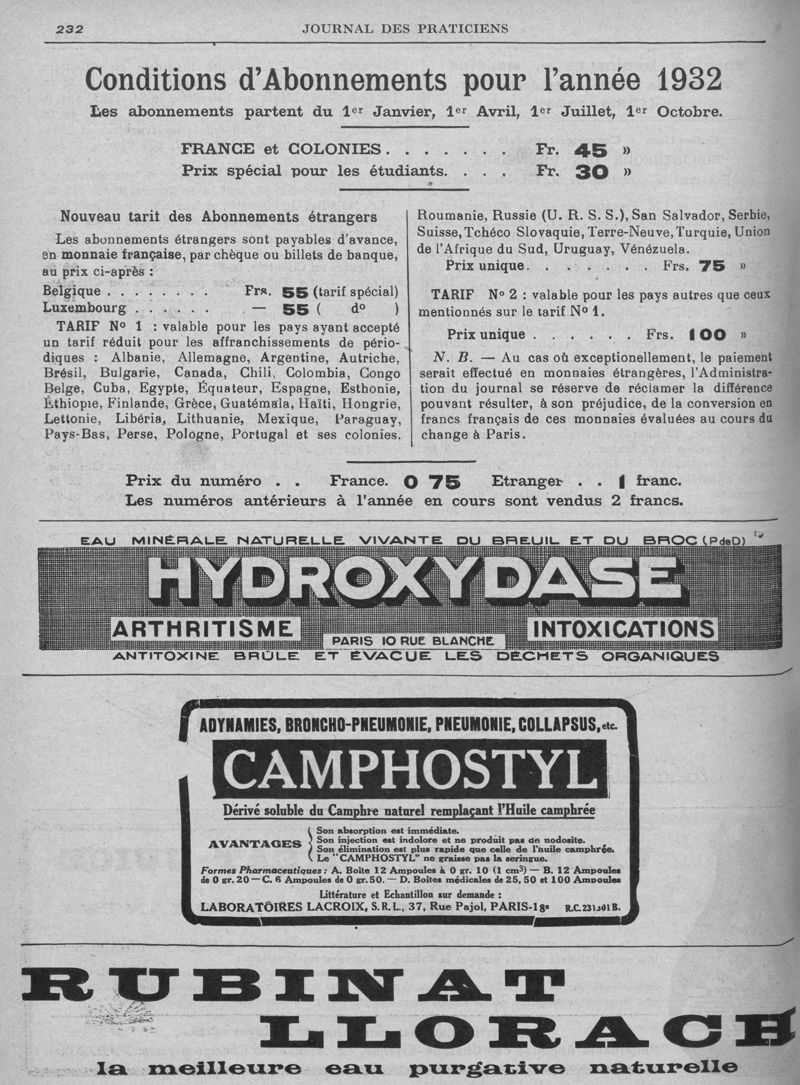 232
JOURNAL DES PRATICIENS
Conditions d'Abonnements pour l'année 1932
Les abonnements partent du 1er Janvier, 1er Avril, 1er Juillet, 1er Octobre.
FRANCE et COLONIES . . . . . . . Fr. 45 »
Prix spécial pour les étudiants. . . . Fr. 30 »
Nouveau tarif des Abonnements étrangers
Les abonnements étrangers sont payables d'avance,
en monnaie française, par chèque ou billets de banque,
au prix ci-après :
Belgique . . . . . . . . Frs. 55 (tarif spécial)
Luxembourg . . . . . . — 55 ( do )
TARIF No 1 : valable pour les pays ayant accepté
un tarif réduit pour les affranchissements de pério-
diques : Albanie, Allemagne, Argentine, Autriche,
Brésil, Bulgarie, Canada, Chili, Colombia, Congo
Belge, Cuba, Egypte, Équateur, Espagne, Esthonie,
Éthiopie, Finlande, Grèce, Guatémala, Haïti, Hongrie,
Lettonie, Libéria, Lithuanie, Mexique, Paraguay,
Pays-Bas, Perse, Pologne, Portugal et ses colonies,
Roumanie, Russie (U. R. S. S.), San Salvador, Serbie,
Suisse, Tchéco Slovaquie, Terre-Neuve, Turquie, Union
de l'Afrique du Sud, Uruguay, Vénézuela.
Prix unique. . . . . . . . Frs. 75 »
TARIF No 2 : valable pour les pays autres que ceux
mentionnés sur le tarif No 1.
Prix unique . . . . . . Frs. 100 »
N. B. — Au cas où exceptionellement, le paiement
serait effectué en monnaies étrangères, l'Administra-
tion du journal se réserve de réclamer la différence
pouvant résulter, à son préjudice, de la conversion en
francs français de ces monnaies évaluées au cours du
change à Paris.
Prix du numéro . . France. 0 75 Etranger . . 1 franc.
Les numéros antérieurs à l'année en cours sont vendus 2 francs.
EAU MINÉRALE NATURELLE VIVANTE DU BREUIL ET DU BROC (P de D)
HYDROXYDASE
ARTHRITISME
PARIS 10 RUE BLANCHE
INTOXICATIONS
ANTITOXINE BRÛLE ET ÉVACUE LES DÉCHETS ORGANIQUES
ADYNAMIES, BRONCHO-PNEUMONIE, PNEUMONIE, COLLAPSUS, etc.
CAMPHOSTYL
Dérivé soluble du Camphre naturel remplaçant l'Huile camphrée
AVANTAGES
Son absorption est immédiate.
Son injection est indolore et ne produit pas de nodosité.
Son élimination est plus rapide que celle de l'huile camphrée.
Le "CAMPHOSTYL" ne graisse pas la seringue.
Formes Pharmaceutiques : A. Boîte 12 Ampoules à 0 gr. 10 (1 cm3) — B. 12 Ampoules
de 0 gr. 20 — C. 6 Ampoules de 0 gr. 50. — D. Boîtes médicales de 25, 50 et 100 Ampoules
Littérature et Echantillon sur demande :
LABORATOIRES LACROIX, S.R.L., 37, Rue Pajol, PARIS-18e R.C.
RUBINAT
LLORACH
la meilleure eau purgative naturelle